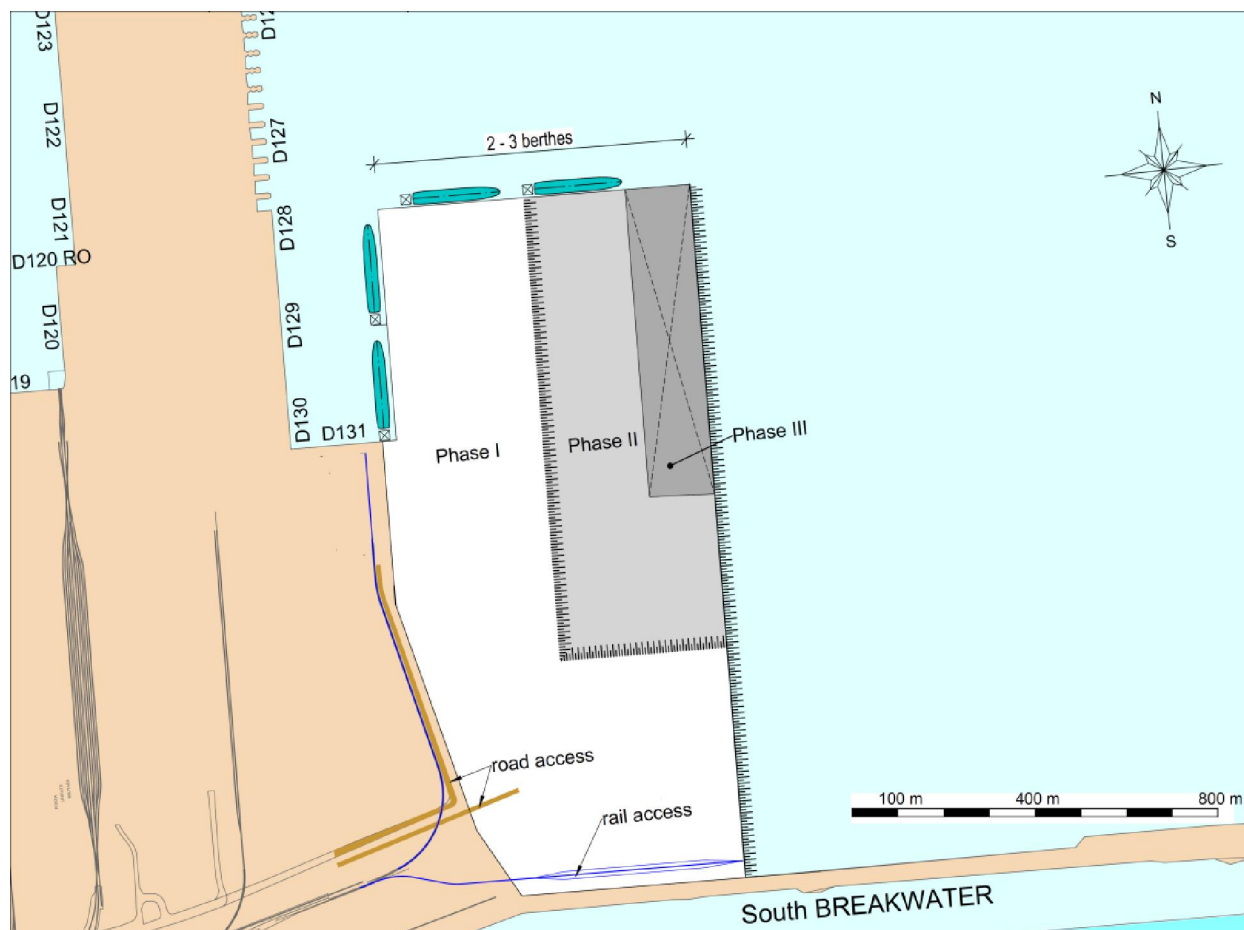 D123
D12
D122
D127
2 - 3 berthes
N
S
D121
D128
D120 RO
D129
D120
19
D130
D131
Phase I
Phase II
Phase III
road access
rail access
100 m
400 m
800 m
South BREAKWATER